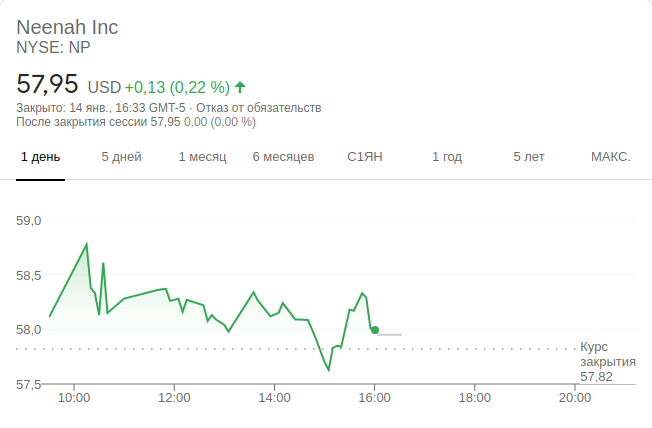 Neenah Inc
NYSE: NP
57,95 USD +0,13 (0,22 %)
Закрыто: 14 янв., 16:33 GMT-5 · Отказ от обязательств
После закрытия сессии 57,95 0,00 (0,00 %)
1 день 5 дней 1 месяц 6 месяцев С1ЯН 1 год 5 лет МАКС.
59,0
58,5
58,0
Курс
закрытия
57,82
57,5
10:00 12:00 14:00 16:00 18:00 20:00